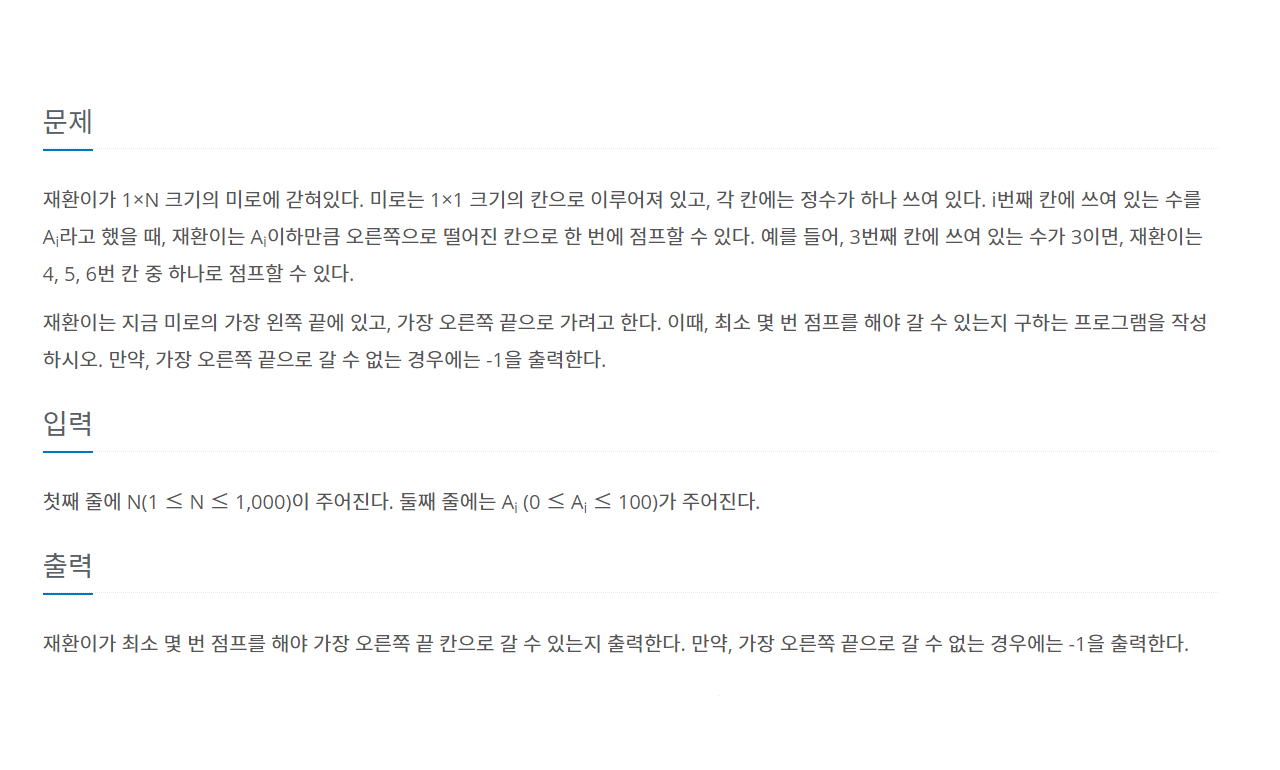 문제
재환이가 1×N 크기의 미로에 갇혀있다. 미로는 1×1 크기의 칸으로 이루어져 있고, 각 칸에는 정수가 하나 쓰여 있다. i번째 칸에 쓰여 있는 수를
Ai라고 했을 때, 재환이는 Ai이하만큼 오른쪽으로 떨어진 칸으로 한 번에 점프할 수 있다. 예를 들어, 3번째 칸에 쓰여 있는 수가 3이면, 재환이는
4, 5, 6번 칸 중 하나로 점프할 수 있다.
재환이는 지금 미로의 가장 왼쪽 끝에 있고, 가장 오른쪽 끝으로 가려고 한다. 이때, 최소 몇 번 점프를 해야 갈 수 있는지 구하는 프로그램을 작성
하시오. 만약, 가장 오른쪽 끝으로 갈 수 없는 경우에는 -1을 출력한다.
입력
첫째 줄에 N(1 ≤ N ≤ 1,000)이 주어진다. 둘째 줄에는 Ai (0 ≤ Ai ≤ 100)가 주어진다.
출력
재환이가 최소 몇 번 점프를 해야 가장 오른쪽 끝 칸으로 갈 수 있는지 출력한다. 만약, 가장 오른쪽 끝으로 갈 수 없는 경우에는 -1을 출력한다.